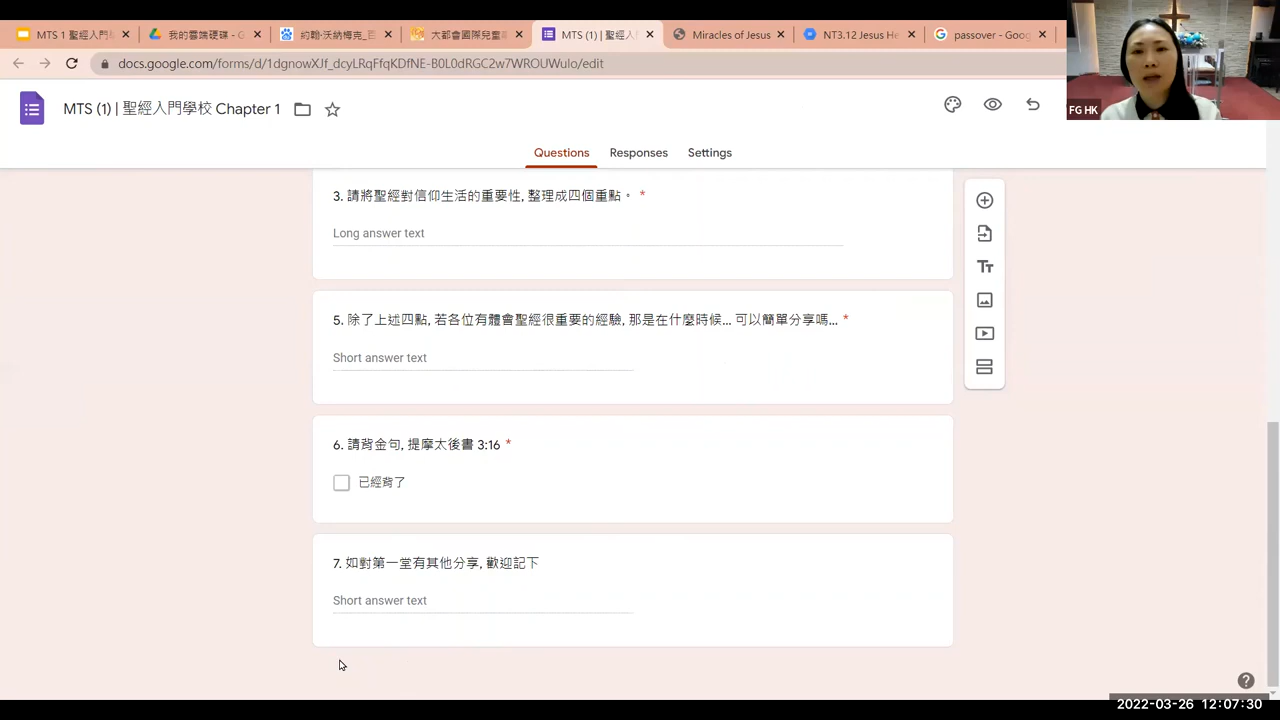 MTS 1 聖經入門
我的雲端硬碟 - G
約翰·沃納梅克_
大都會國際兒童
MTS (1) | 聖經入
Miracles of Jesus
NT3.12 Jesus He
passover - Goog
docs.google.com/forms/d/1dgnowXJf_dcyLRqFfqKDTNE-B0L0dRGC2w7WROUWuIo/edit
MTS (1) | 聖經入門學校 Chapter 1
FG HK
Questions
Responses
Settings
3. 請將聖經對信仰生活的重要性, 整理成四個重點。 *
Long answer text
5. 除了上述四點, 若各位有體會聖經很重要的經驗, 那是在什麼時候... 可以簡單分享嗎... *
Short answer text
6. 請背金句, 提摩太後書 3:16 *
已經背了
7. 如對第一堂有其他分享, 歡迎記下
Short answer text
2022-03-26 12:07:30